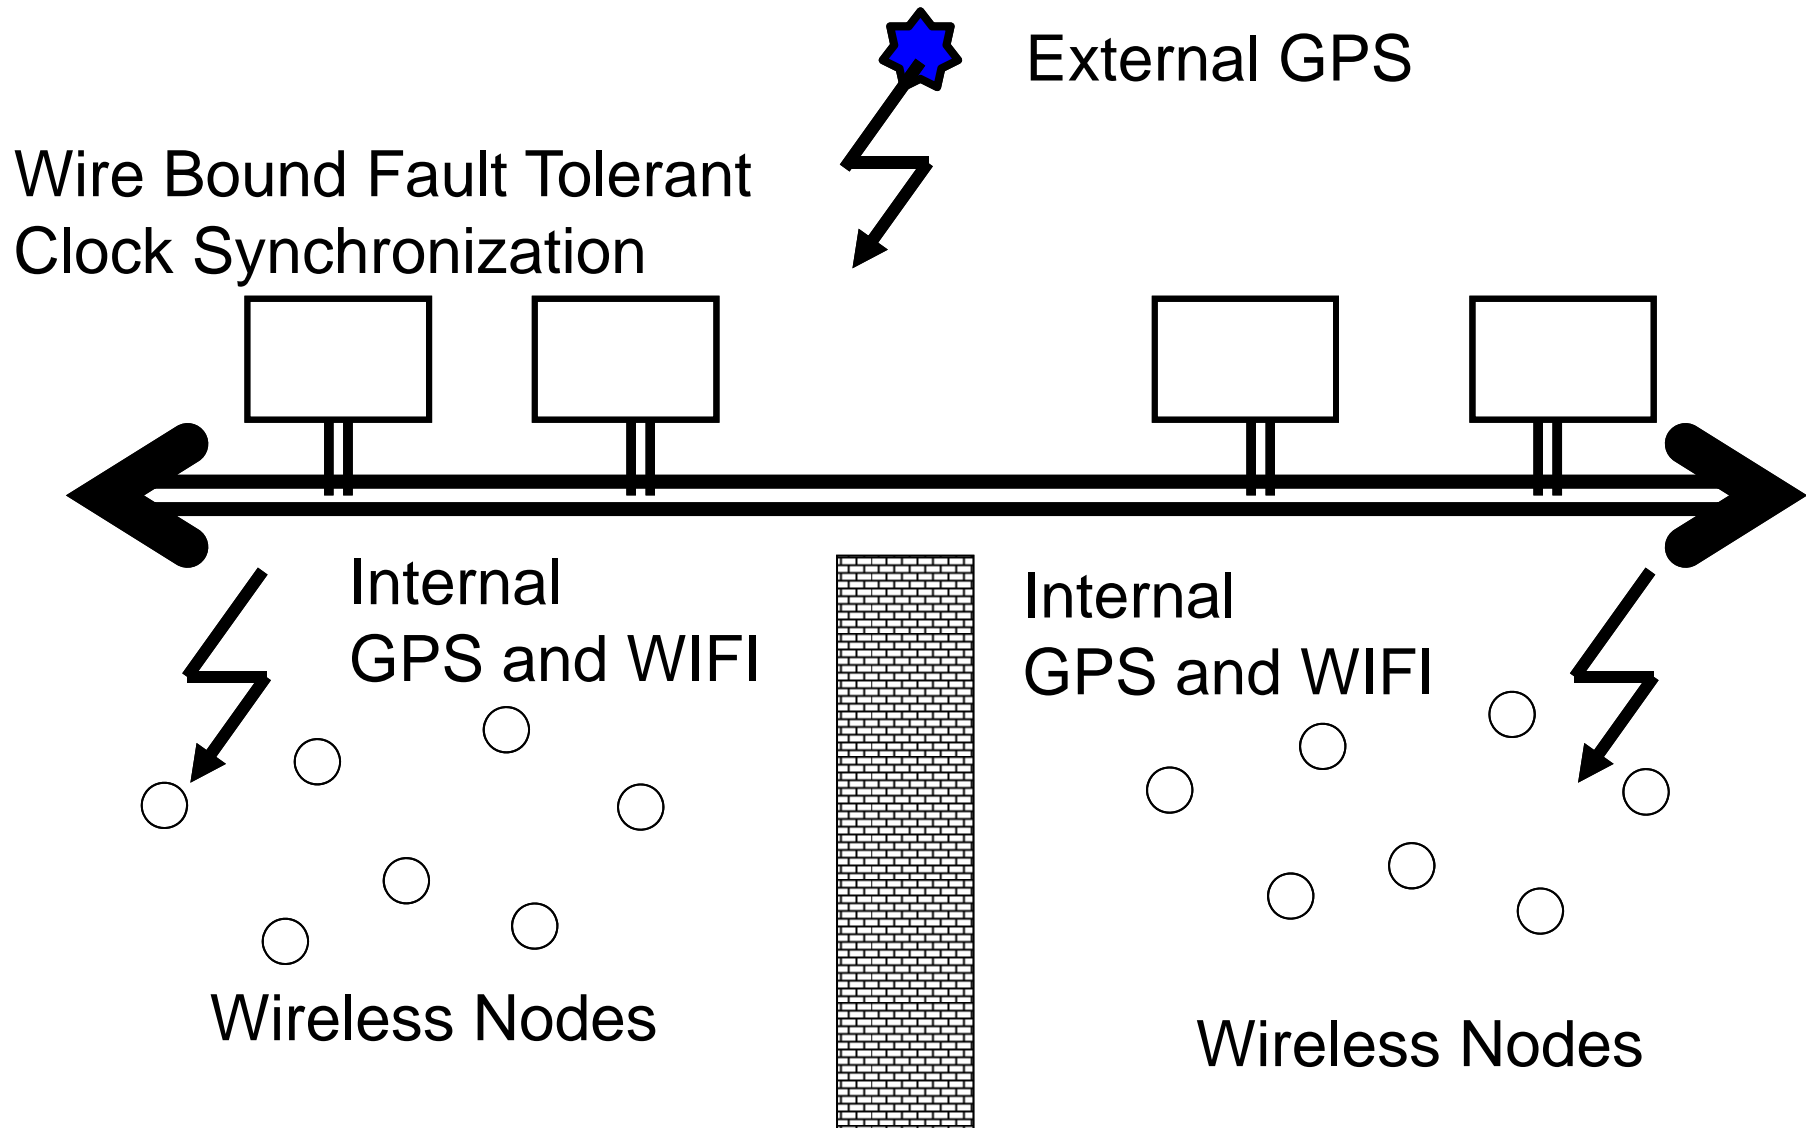 External GPS
Wire Bound Fault Tolerant
Clock Synchronization
Internal
GPS and WIFI
Internal
GPS and WIFI
Wireless Nodes
Wireless Nodes